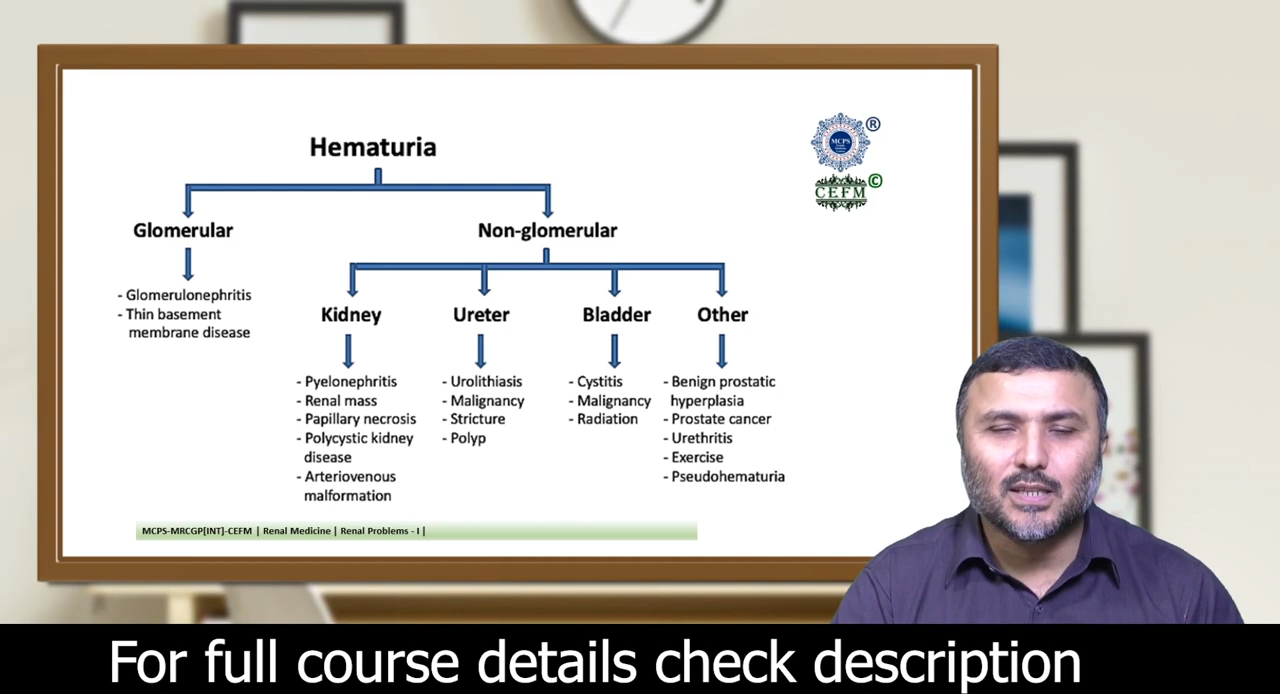 Hematuria
Glomerular
- Glomerulonephritis
- Thin basement
membrane disease
Non-glomerular
Kidney
- Pyelonephritis
- Renal mass
- Papillary necrosis
- Polycystic kidney
disease
- Arteriovenous
malformation
Ureter
- Urolithiasis
- Malignancy
- Stricture
- Polyp
Bladder
- Cystitis
- Malignancy
- Radiation
Other
- Benign prostatic
hyperplasia
- Prostate cancer
- Urethritis
- Exercise
- Pseudohematuria
MCPS
®
CEFM
©
MCPS-MRCGP[INT]-CEFM | Renal Medicine | Renal Problems - I |
For full course details check description